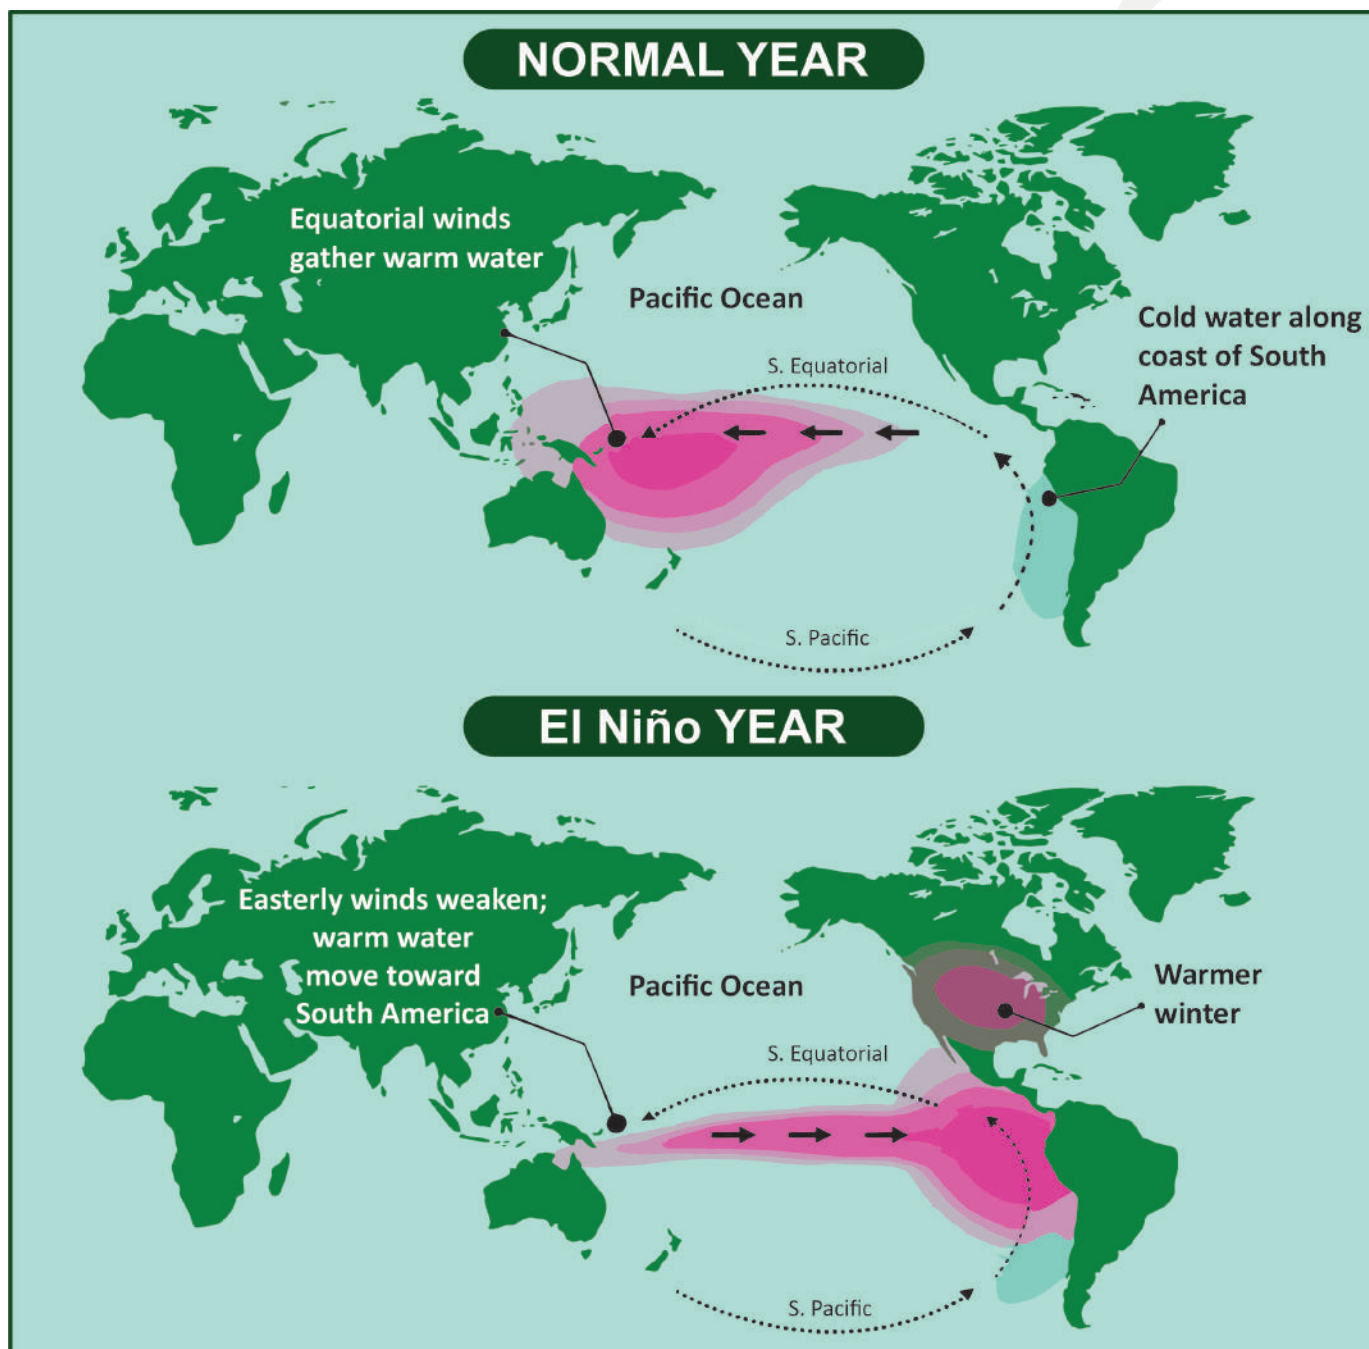 NORMAL YEAR
Equatorial winds
gather warm water
Pacific Ocean
Cold water along
coast of South
America
S. Equatorial
S. Pacific
El Niño YEAR
Easterly winds weaken;
warm water
move toward
South America
Pacific Ocean
Warmer
winter
S. Equatorial
S. Pacific